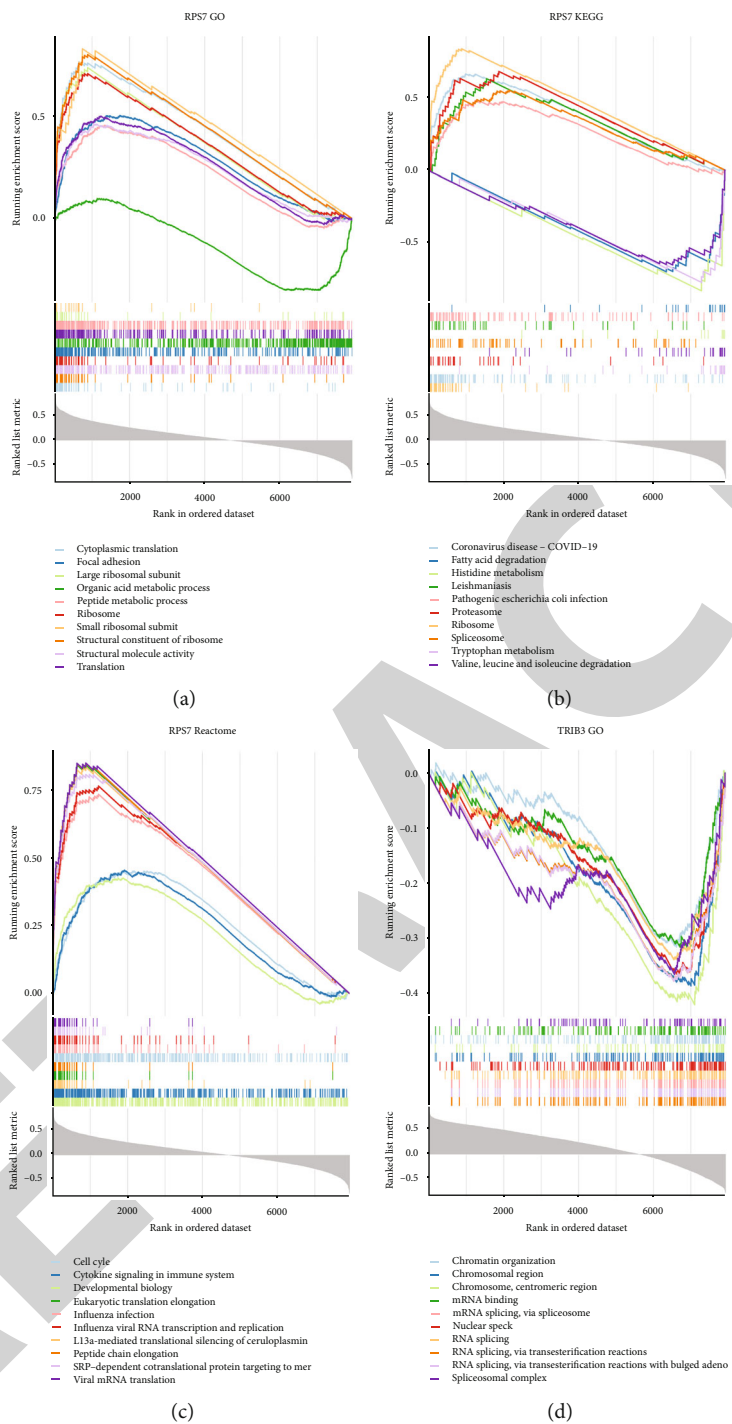 RPS7 GO
Running enrichment score
0.5
0.0
Ranked list metric
0.5
0.0
−0.5
2000 4000 6000
Rank in ordered dataset
Cytoplasmic translation
Focal adhesion
Large ribosomal subunit
Organic acid metabolic process
Peptide metabolic process
Ribosome
Small ribosomal submit
Structural constituent of ribosome
Structural molecule activity
Translation
(a)
RPS7 KEGG
Running enrichment score
0.5
0.0
−0.5
Ranked list metric
0.5
0.0
−0.5
2000 4000 6000
Rank in ordered dataset
Coronavirus disease – COVID–19
Fatty acid degradation
Histidine metabolism
Leishmaniasis
Pathogenic escherichia coli infection
Proteasome
Ribosome
Spliceosome
Tryptophan metabolism
Valine, leucine and isoleucine degradation
(b)
RPS7 Reactome
Running enrichment score
0.75
0.50
0.25
0.00
Ranked list metric
0.5
0.0
−0.5
2000 4000 6000
Rank in ordered dataset
Cell cyle
Cytokine signaling in immune system
Developmental biology
Eukaryotic translation elongation
Influenza infection
Influenza viral RNA transcription and replication
L13a-mediated translational silencing of ceruloplasmin
Peptide chain elongation
SRP–dependent cotranslational protein targeting to mer
Viral mRNA translation
(c)
TRIB3 GO
Running enrichment score
0.0
−0.1
−0.2
−0.3
−0.4
Ranked list metric
0.5
0.0
−0.5
2000 4000 6000
Rank in ordered dataset
Chromatin organization
Chromosomal region
Chromosome, centromeric region
mRNA binding
mRNA splicing, via spliceosome
Nuclear speck
RNA splicing
RNA splicing, via transesterification reactions
RNA splicing, via transesterification reactions with bulged adeno
Spliceosomal complex
(d)